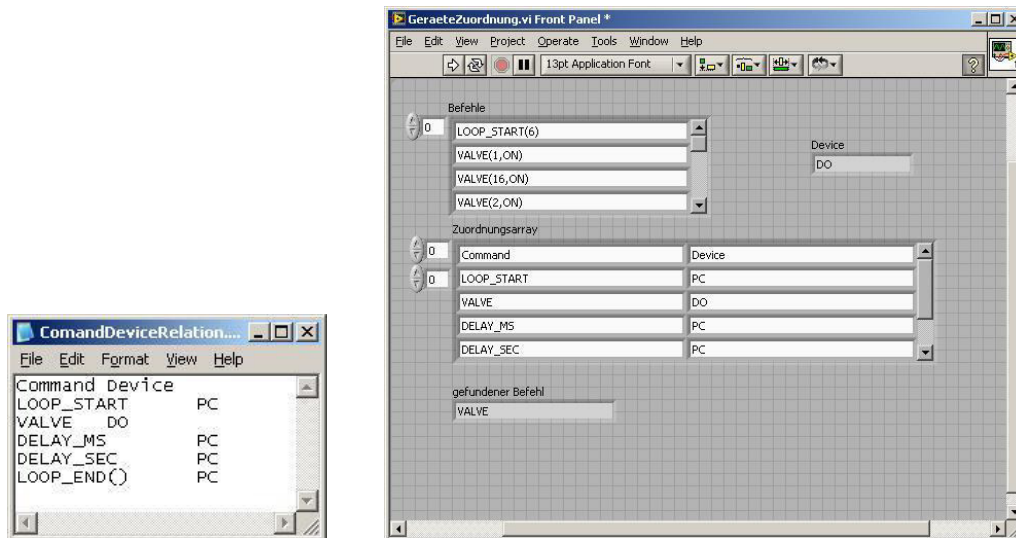 ComandDeviceRelation....
File Edit Format View Help
Command Device
LOOP_START PC
VALVE DO
DELAY_MS PC
DELAY_SEC PC
LOOP_END() PC
GeraeteZuordnung.vi Front Panel *
File Edit View Project Operate Tools Window Help
13pt Application Font
Befehle
0 LOOP_START(6)
VALVE(1,ON)
VALVE(16,ON)
VALVE(2,ON)
Device
DO
Zuordnungsarray
0 Command Device
0 LOOP_START PC
VALVE DO
DELAY_MS PC
DELAY_SEC PC
gefundener Befehl
VALVE